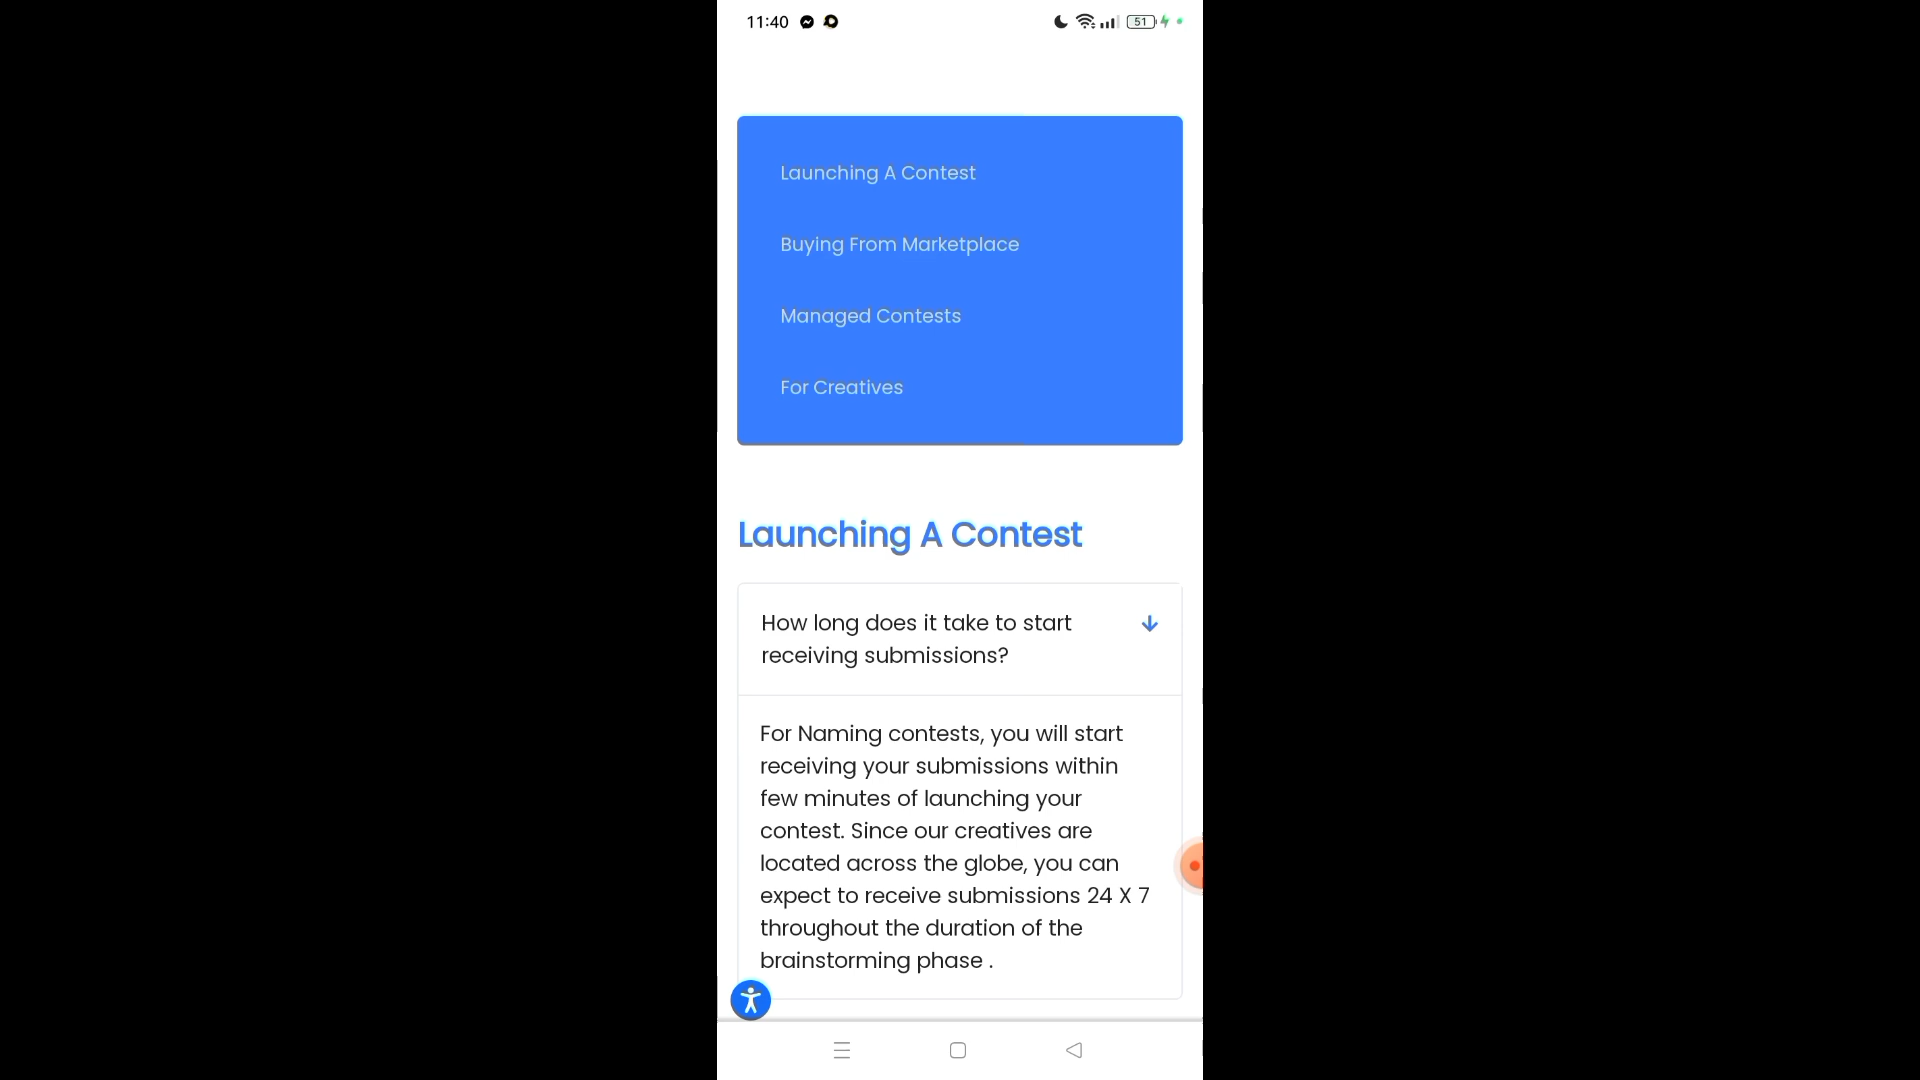 11:40
51
Launching A Contest
Buying From Marketplace
Managed Contests
For Creatives
Launching A Contest
How long does it take to start
receiving submissions?
For Naming contests, you will start
receiving your submissions within
few minutes of launching your
contest. Since our creatives are
located across the globe, you can
expect to receive submissions 24 X 7
throughout the duration of the
brainstorming phase .